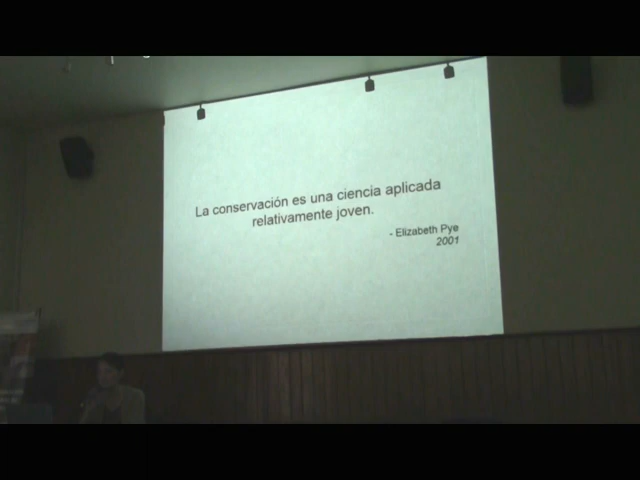 La conservación es una ciencia aplicada
relativamente joven.
- Elizabeth Pye
2001